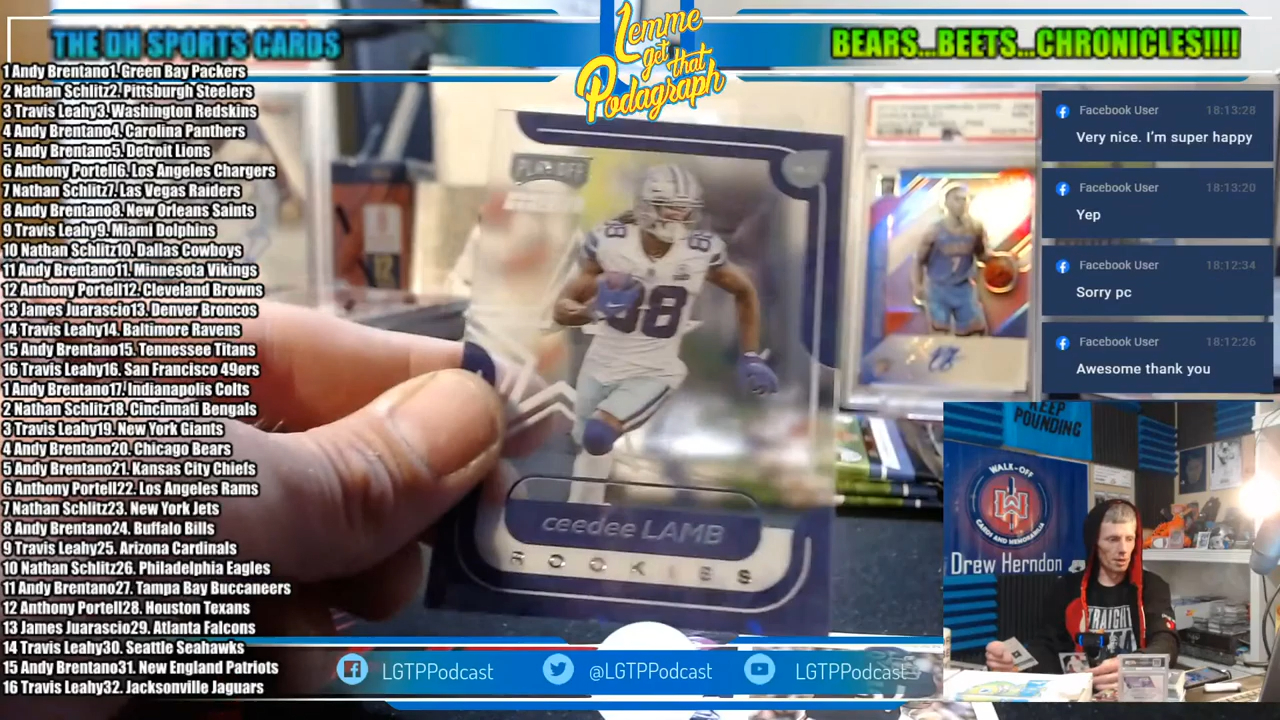 THE DH SPORTS CARDS
Lemme
get
that
Podagraph
BEARS...BEETS...CHRONICLES!!!!
1 Andy Brentano1. Green Bay Packers
2 Nathan Schlitz2. Pittsburgh Steelers
3 Travis Leahy3. Washington Redskins
4 Andy Brentano4. Carolina Panthers
5 Andy Brentano5. Detroit Lions
6 Anthony Portell6. Los Angeles Chargers
7 Nathan Schlitz7. Las Vegas Raiders
8 Andy Brentano8. New Orleans Saints
9 Travis Leahy9. Miami Dolphins
10 Nathan Schlitz10. Dallas Cowboys
11 Andy Brentano11. Minnesota Vikings
12 Anthony Portell12. Cleveland Browns
13 James Juarascio13. Denver Broncos
14 Travis Leahy14. Baltimore Ravens
15 Andy Brentano15. Tennessee Titans
16 Travis Leahy16. San Francisco 49ers
1 Andy Brentano17. Indianapolis Colts
2 Nathan Schlitz18. Cincinnati Bengals
3 Travis Leahy19. New York Giants
4 Andy Brentano20. Chicago Bears
5 Andy Brentano21. Kansas City Chiefs
6 Anthony Portell22. Los Angeles Rams
7 Nathan Schlitz23. New York Jets
8 Andy Brentano24. Buffalo Bills
9 Travis Leahy25. Arizona Cardinals
10 Nathan Schlitz26. Philadelphia Eagles
11 Andy Brentano27. Tampa Bay Buccaneers
12 Anthony Portell28. Houston Texans
13 James Juarascio29. Atlanta Falcons
14 Travis Leahy30. Seattle Seahawks
15 Andy Brentano31. New England Patriots
16 Travis Leahy32. Jacksonville Jaguars
PLAYOFF
88
88
12
ceedee LAMB
ROOKIES
7
Facebook User 18:13:28
Very nice. I'm super happy
Facebook User 18:13:20
Yep
Facebook User 18:12:34
Sorry pc
Facebook User 18:12:26
Awesome thank you
KEEP
POUNDING
WALK-OFF
CARDS AND MEMORABILIA
Drew Herndon
STRAIGHT
LGTPPodcast
@LGTPPodcast
LGTPPodcast